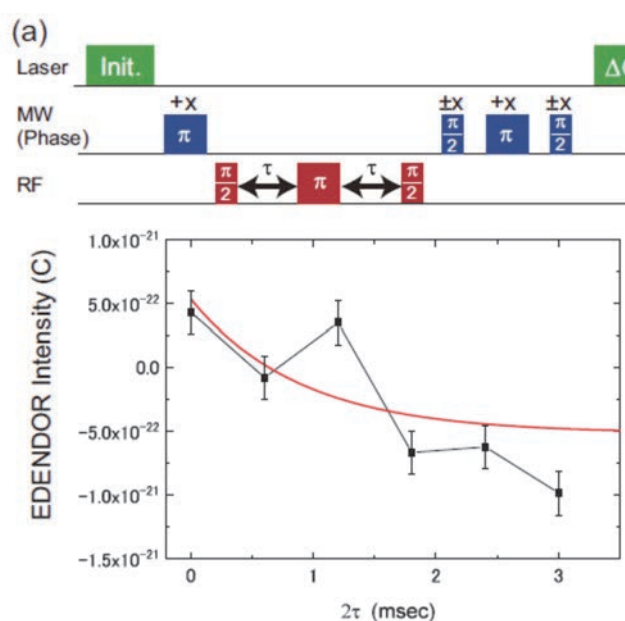 (a)
Laser Init.
MW
(Phase)
+x ±x +x ±x
π π/2 π π/2
RF π/2 τ π τ π/2
EDENDOR Intensity (C)
1.0x10⁻²¹
5.0x10⁻²²
0.0
-5.0x10⁻²²
-1.0x10⁻²¹
-1.5x10⁻²¹
0 1 2 3
2τ (msec)